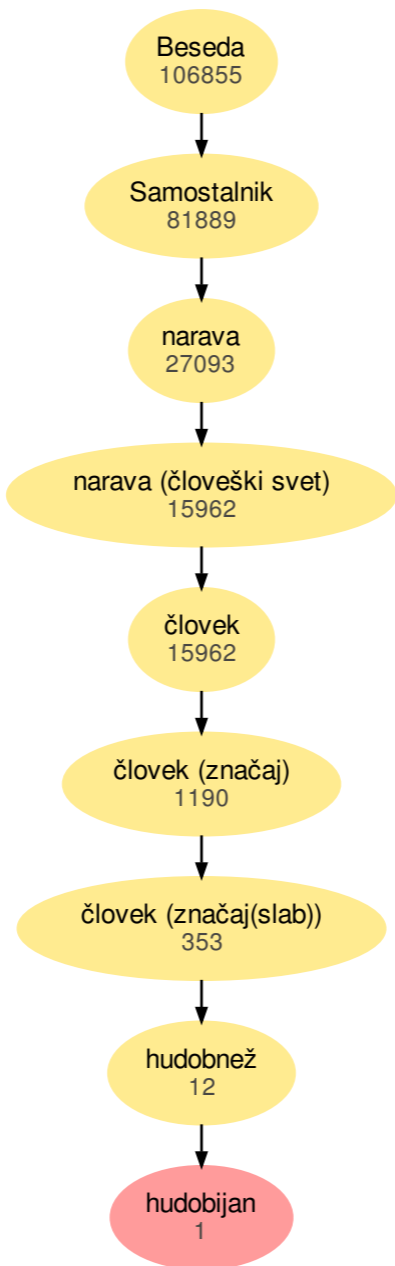 Beseda
106855
Samostalnik
81889
narava
27093
narava (človeški svet)
15962
človek
15962
človek (značaj)
1190
človek (značaj(slab))
353
hudobnež
12
hudobijan
1